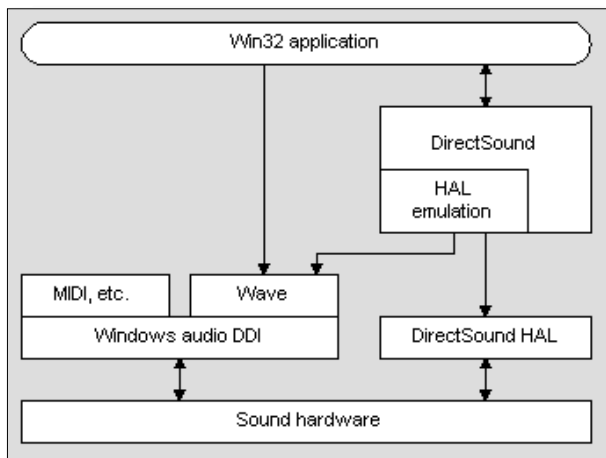 Win32 application
DirectSound
HAL
emulation
MIDI, etc.
Wave
Windows audio DDI
DirectSound HAL
Sound hardware